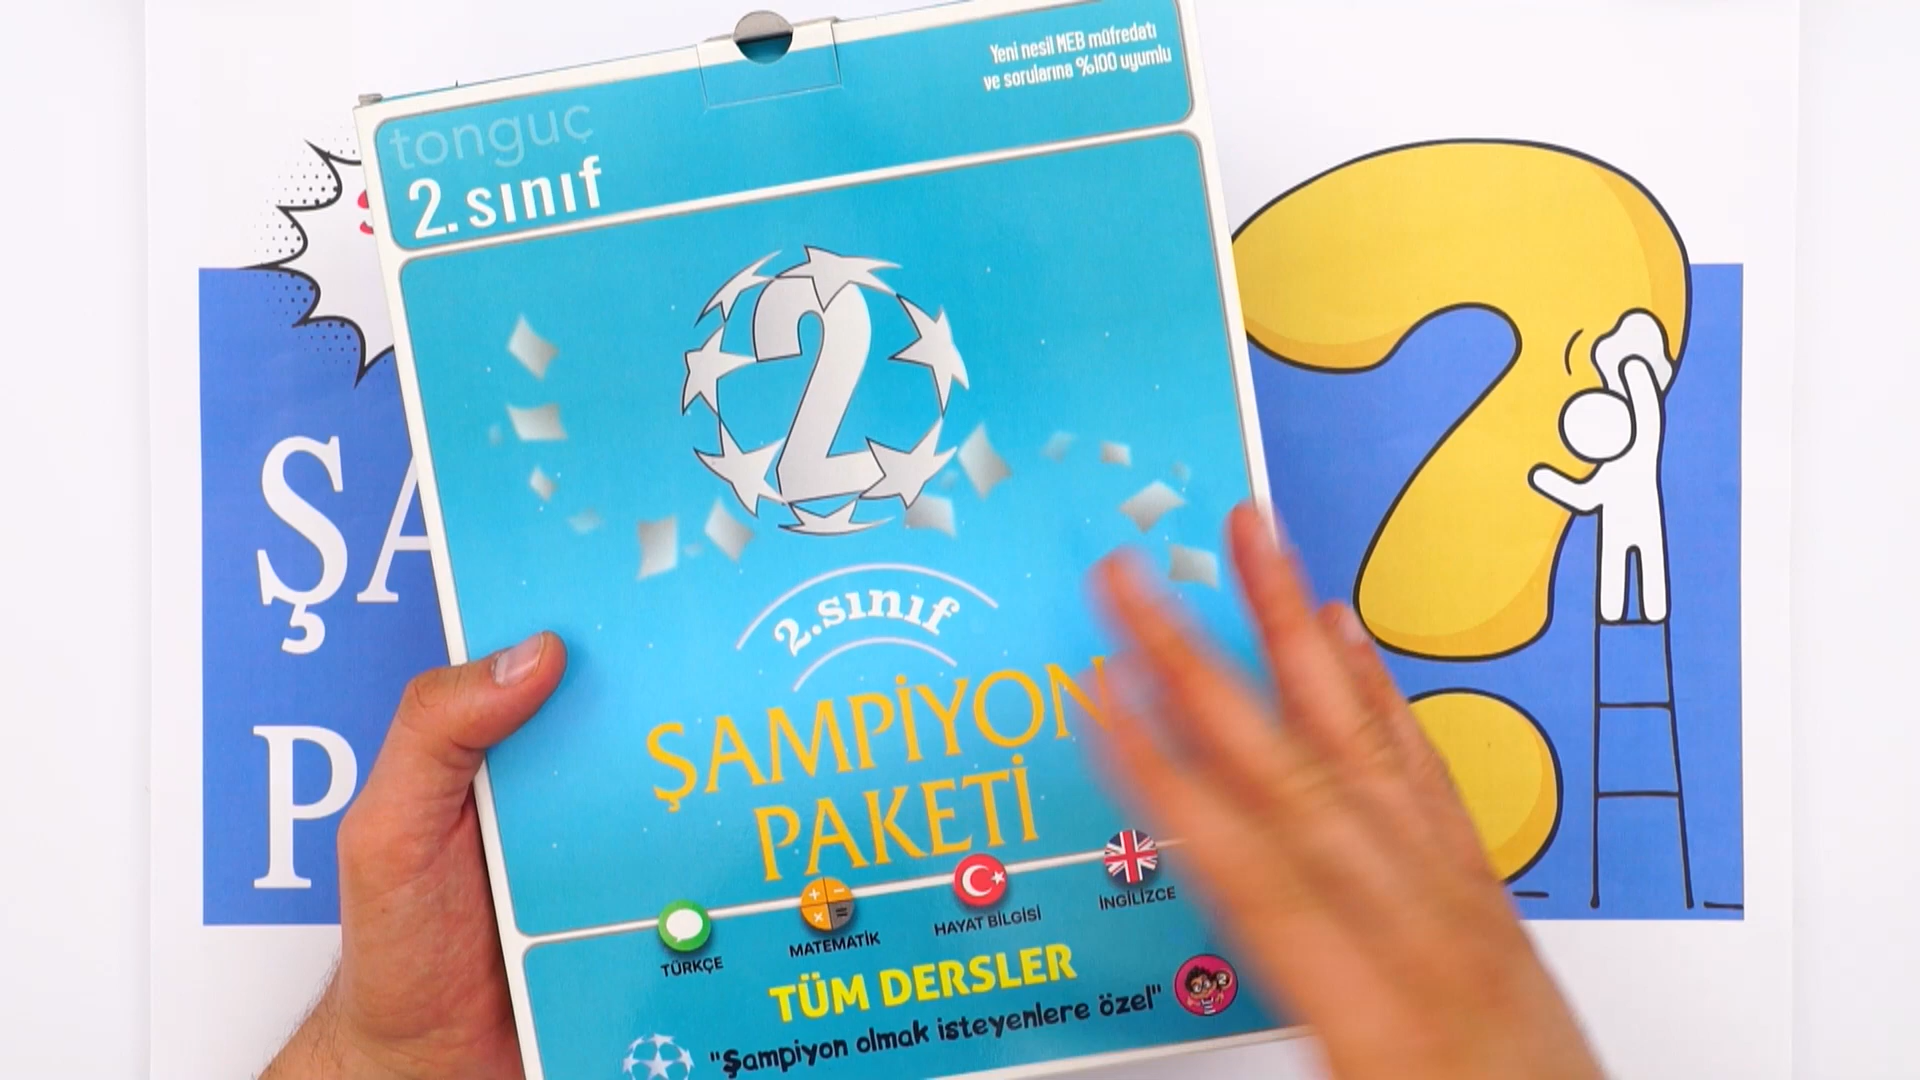 Yeni nesil MEB müfredatı
ve sorularına %100 uyumlu
tonguç
2. sınıf
2
2. sınıf
ŞAMPİYON
PAKETİ
TÜRKÇE
MATEMATİK
HAYAT BİLGİSİ
İNGİLİZCE
TÜM DERSLER
"Şampiyon olmak isteyenlere özel"
2